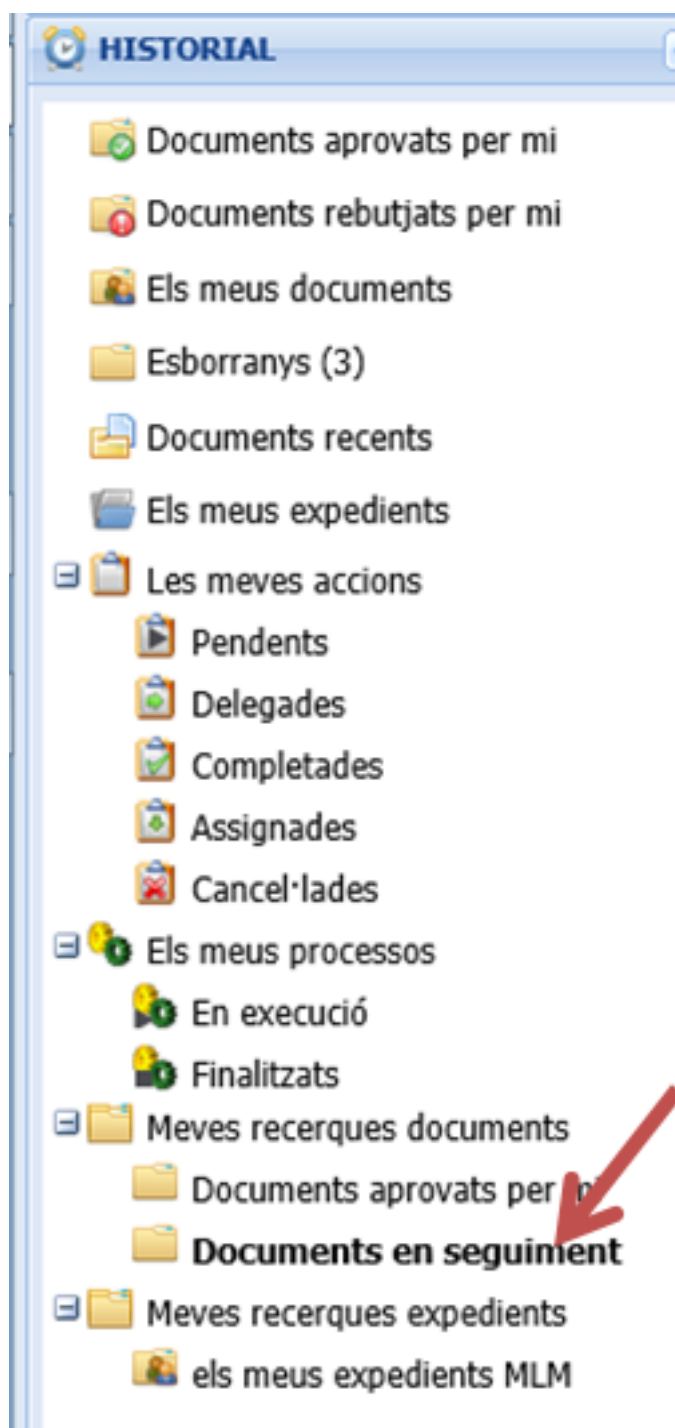 HISTORIAL
Documents aprovats per mi
Documents rebutjats per mi
Els meus documents
Esborranys (3)
Documents recents
Els meus expedients
Les meves accions
Pendents
Delegades
Completades
Assignades
Cancel·lades
Els meus processos
En execució
Finalitzats
Meves recerques documents
Documents aprovats per mi
Documents en seguiment
Meves recerques expedients
els meus expedients MLM